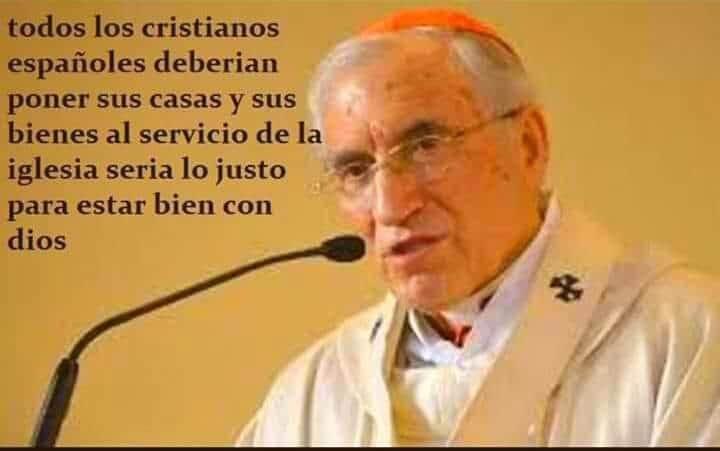 todos los cristianos
españoles deberian
poner sus casas y sus
bienes al servicio de la
iglesia seria lo justo
para estar bien con
dios